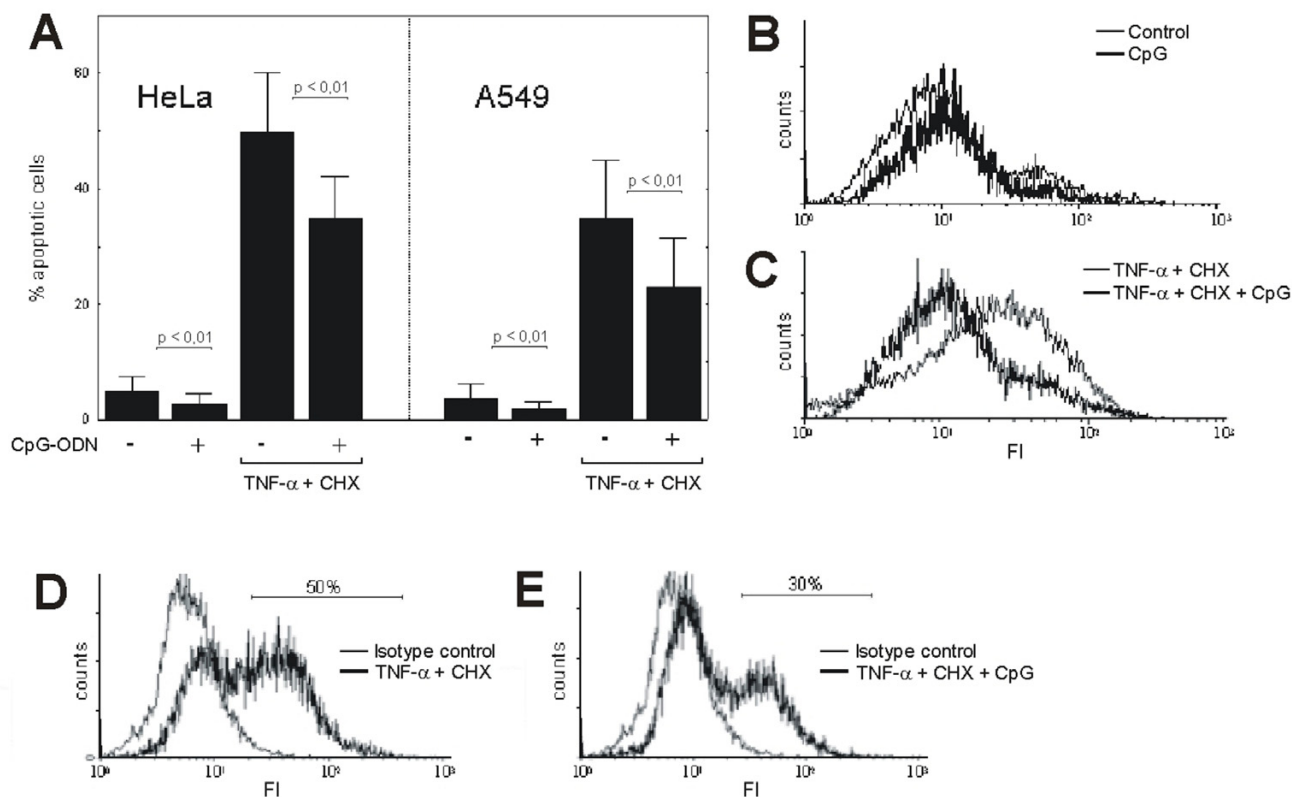 A
HeLa
A549
p < 0,01
p < 0,01
p < 0,01
p < 0,01
% apoptotic cells
60
40
20
0
CpG-ODN - + - + - + - +
TNF-α + CHX
TNF-α + CHX
B
Control
CpG
counts
10⁰ 10¹ 10² 10³
C
TNF-α + CHX
TNF-α + CHX + CpG
counts
10¹
FI
D
50%
Isotype control
TNF-α + CHX
counts
0
10⁰ 10¹ 10² 10³
FI
E
30%
Isotype control
TNF-α + CHX + CpG
counts
10⁰ 10¹ 10² 10³
FI